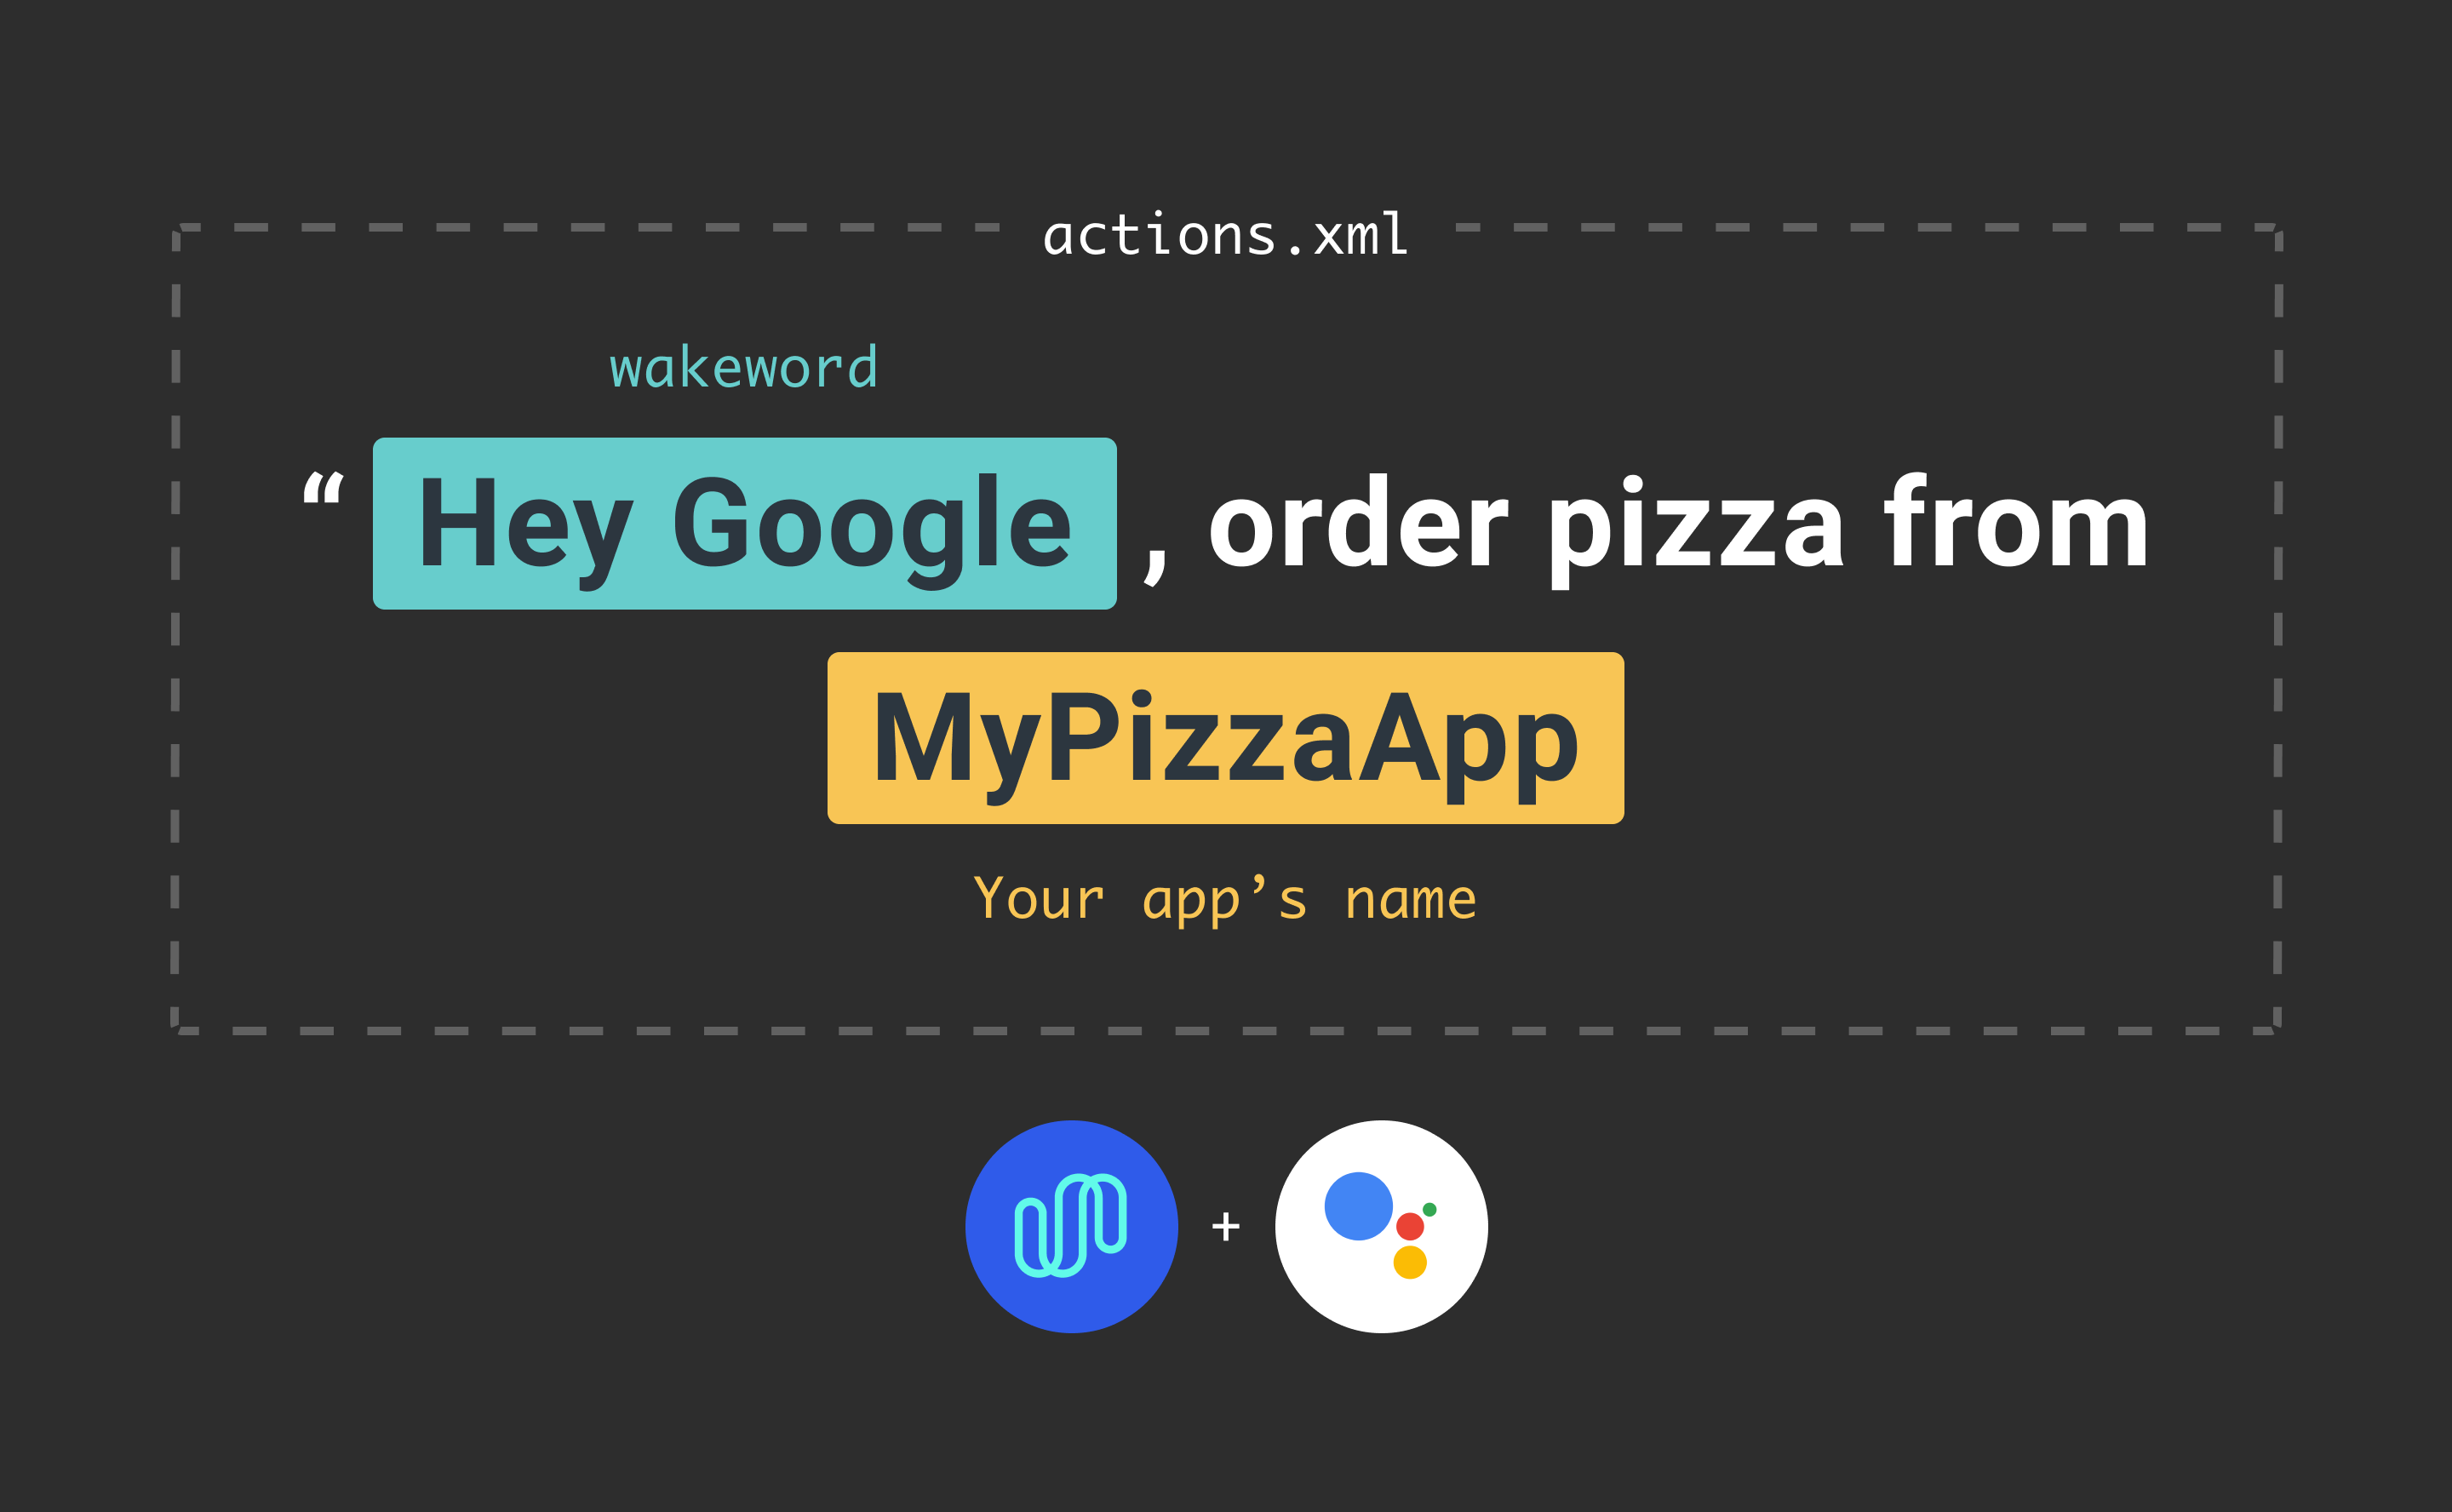 actions.xml
wakeword
“Hey Google, order pizza from
MyPizzaApp
Your app’s name
+